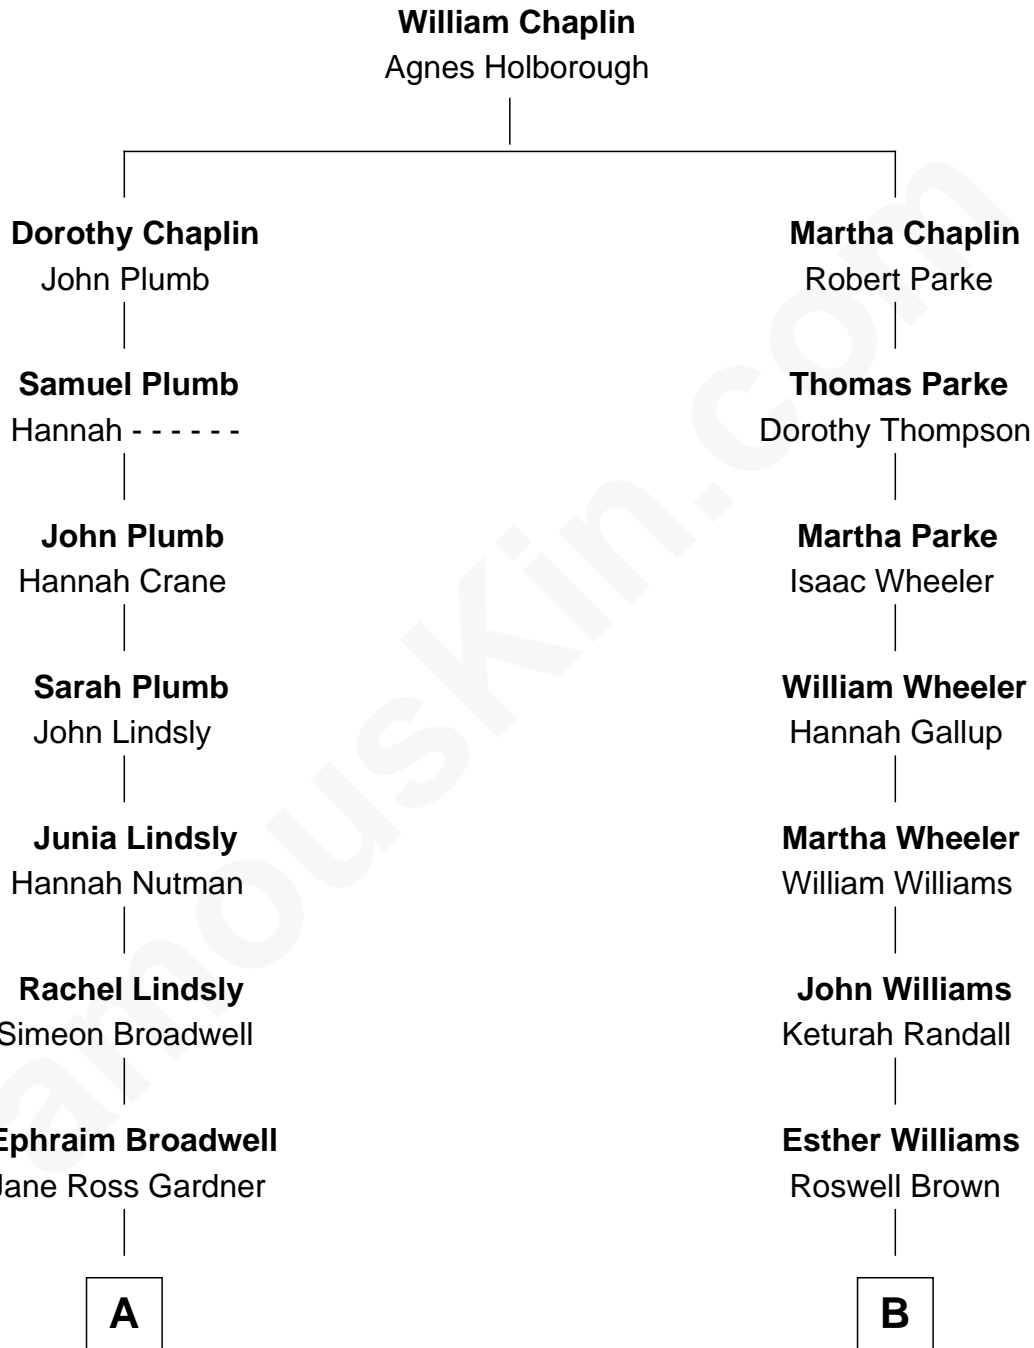 William Chaplin
Agnes Holborough
Dorothy Chaplin
John Plumb
Martha Chaplin
Robert Parke
Samuel Plumb
Hannah - - - - - -
Thomas Parke
Dorothy Thompson
John Plumb
Hannah Crane
Martha Parke
Isaac Wheeler
Sarah Plumb
John Lindsly
William Wheeler
Hannah Gallup
Junia Lindsly
Hannah Nutman
Martha Wheeler
William Williams
Rachel Lindsly
Simeon Broadwell
John Williams
Keturah Randall
Ephraim Broadwell
Jane Ross Gardner
Esther Williams
Roswell Brown
A
B
amouskin.com